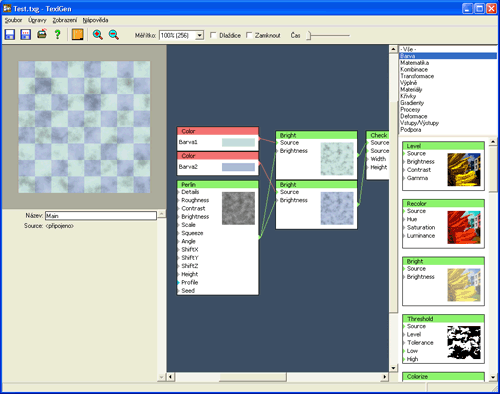 Test.txg - TexGen
Soubor Úpravy Zobrazení Nápověda
Měřítko: 100% (256) Dlaždice Zamknout Čas
- Vše -
Barva
Matematika
Kombinace
Transformace
Výplně
Materiály
Křivky
Gradienty
Procesy
Deformace
Vstupy/Výstupy
Podpora
Color
Barva1
Color
Barva2
Perlin
Details
Roughness
Contrast
Brightness
Scale
Squeeze
Angle
ShiftX
ShiftY
ShiftZ
Height
Profile
Seed
Bright
Source
Brightness
Bright
Source
Brightness
Check
Source
Source
Width
Height
Level
Source
Brightness
Contrast
Gamma
Recolor
Source
Hue
Saturation
Luminance
Bright
Source
Brightness
Threshold
Source
Level
Tolerance
Low
High
Colorize
Název: Main
Source: <připojeno>